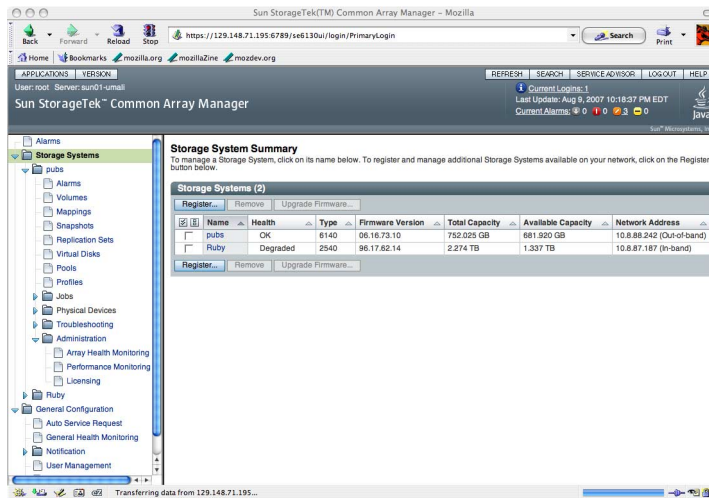 Sun StorageTek(TM) Common Array Manager – Mozilla
Back Forward Reload Stop
https://129.148.71.195:6789/se6130ui/login/PrimaryLogin
Search Print
Home Bookmarks mozilla.org mozillaZine mozdev.org
APPLICATIONS VERSION
REFRESH SEARCH SERVICE ADVISOR LOG OUT HELP
User: root Server: sun01-umali
Sun StorageTek™ Common Array Manager
Current Logins: 1
Last Update: Aug 9, 2007 10:18:37 PM EDT
Current Alarms: 0 0 3 0
Java
Sun™ Microsystems, In
Alarms
Storage Systems
pubs
Alarms
Volumes
Mappings
Snapshots
Replication Sets
Virtual Disks
Pools
Profiles
Jobs
Physical Devices
Troubleshooting
Administration
Array Health Monitoring
Performance Monitoring
Licensing
Ruby
General Configuration
Auto Service Request
General Health Monitoring
Notification
User Management
Storage System Summary
To manage a Storage System, click on its name below. To register and manage additional Storage Systems available on your network, click on the Register
button below.
Storage Systems (2)
Register... Remove Upgrade Firmware...
Name Health Type Firmware Version Total Capacity Available Capacity Network Address
pubs OK 6140 06.16.73.10 752.025 GB 681.920 GB 10.8.88.242 (Out-of-band)
Ruby Degraded 2540 96.17.62.14 2.274 TB 1.337 TB 10.8.87.187 (In-band)
Register... Remove Upgrade Firmware...
Transferring data from 129.148.71.195...